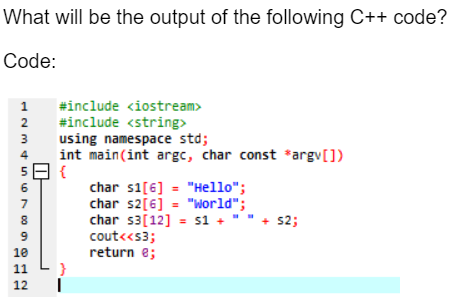 What will be the output of the following C++ code?
Code:
1 #include <iostream>
2 #include <string>
3 using namespace std;
4 int main(int argc, char const *argv[])
5 {
6 char s1[6] = "Hello";
7 char s2[6] = "World";
8 char s3[12] = s1 + " " + s2;
9 cout<<s3;
10 return 0;
11 }
12